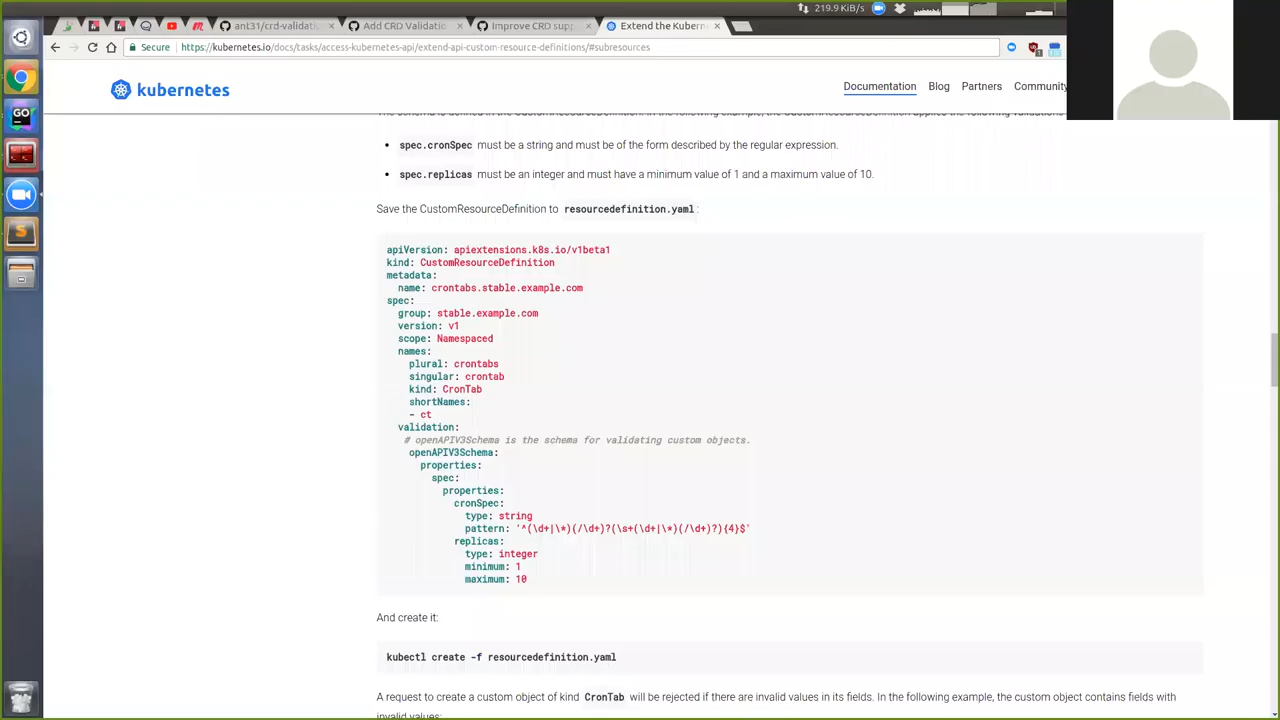 219.9 KiB/s
ant31/crd-validati
Add CRD Validatio
Improve CRD supp
Extend the Kubern
Secure
https://kubernetes.io/docs/tasks/access-kubernetes-api/extend-api-custom-resource-definitions/#subresources
kubernetes
Documentation Blog Partners Community
spec.cronSpec must be a string and must be of the form described by the regular expression.
spec.replicas must be an integer and must have a minimum value of 1 and a maximum value of 10.
Save the CustomResourceDefinition to resourcedefinition.yaml:
apiVersion: apiextensions.k8s.io/v1beta1
kind: CustomResourceDefinition
metadata:
name: crontabs.stable.example.com
spec:
group: stable.example.com
version: v1
scope: Namespaced
names:
plural: crontabs
singular: crontab
kind: CronTab
shortNames:
- ct
validation:
# openAPIV3Schema is the schema for validating custom objects.
openAPIV3Schema:
properties:
spec:
properties:
cronSpec:
type: string
pattern: '^(\d+|\*)(/\d+)?(\s+(\d+|\*)(/\d+)?){4}$'
replicas:
type: integer
minimum: 1
maximum: 10
And create it:
kubectl create -f resourcedefinition.yaml
A request to create a custom object of kind CronTab will be rejected if there are invalid values in its fields. In the following example, the custom object contains fields with
invalid values: